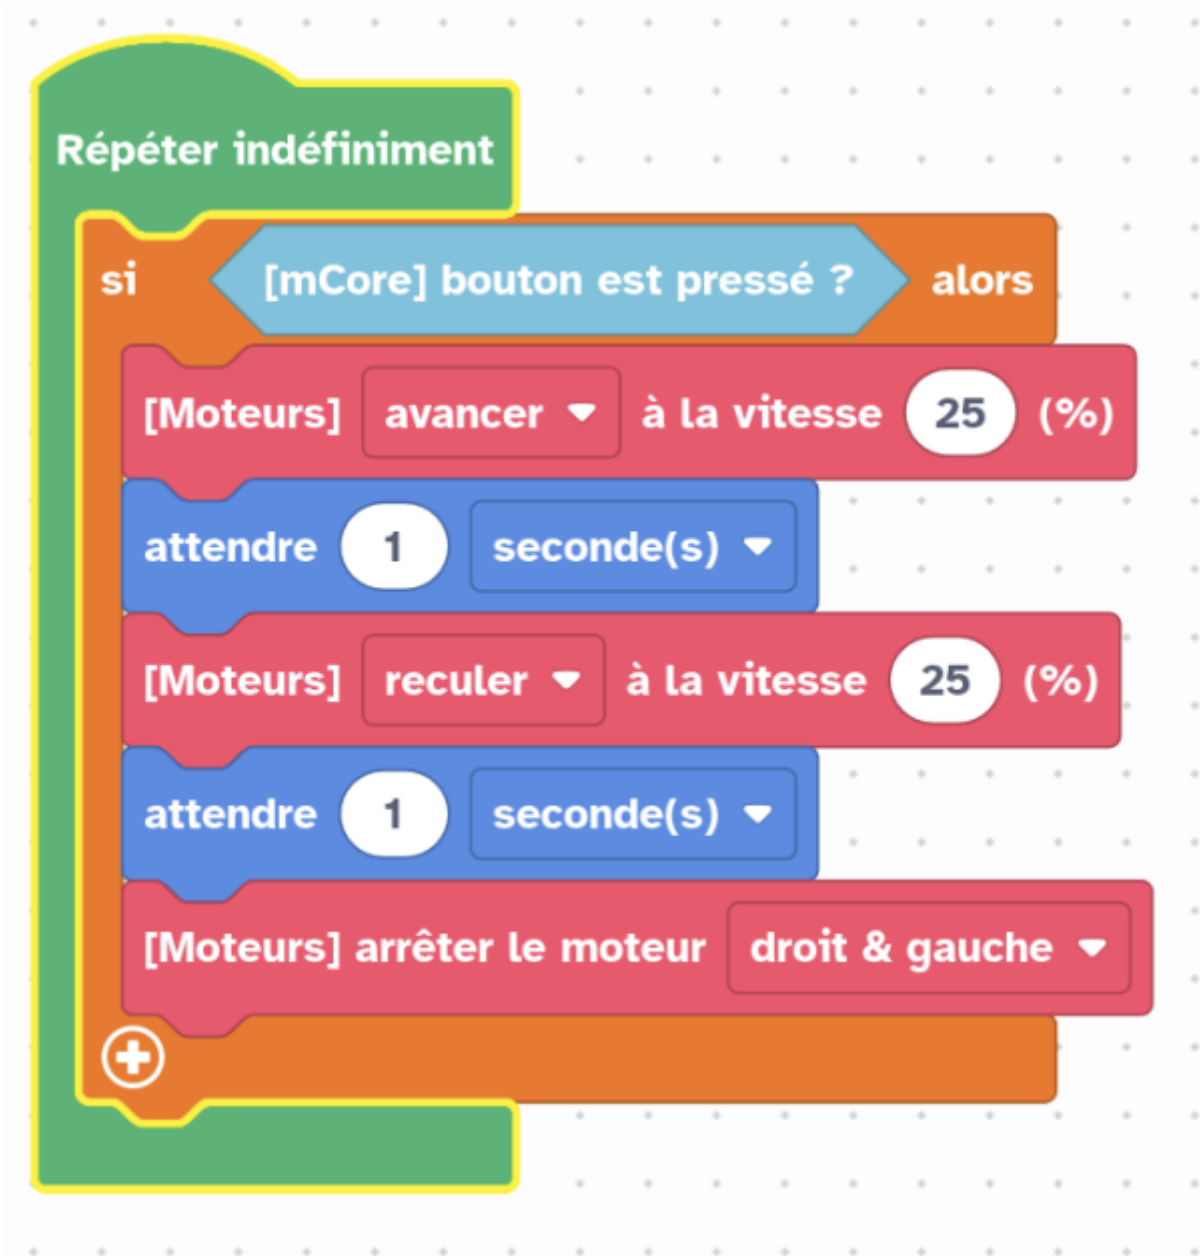 Répéter indéfiniment
si [mCore] bouton est pressé ? alors
[Moteurs] avancer à la vitesse 25 (%)
attendre 1 seconde(s)
[Moteurs] reculer à la vitesse 25 (%)
attendre 1 seconde(s)
[Moteurs] arrêter le moteur droit & gauche